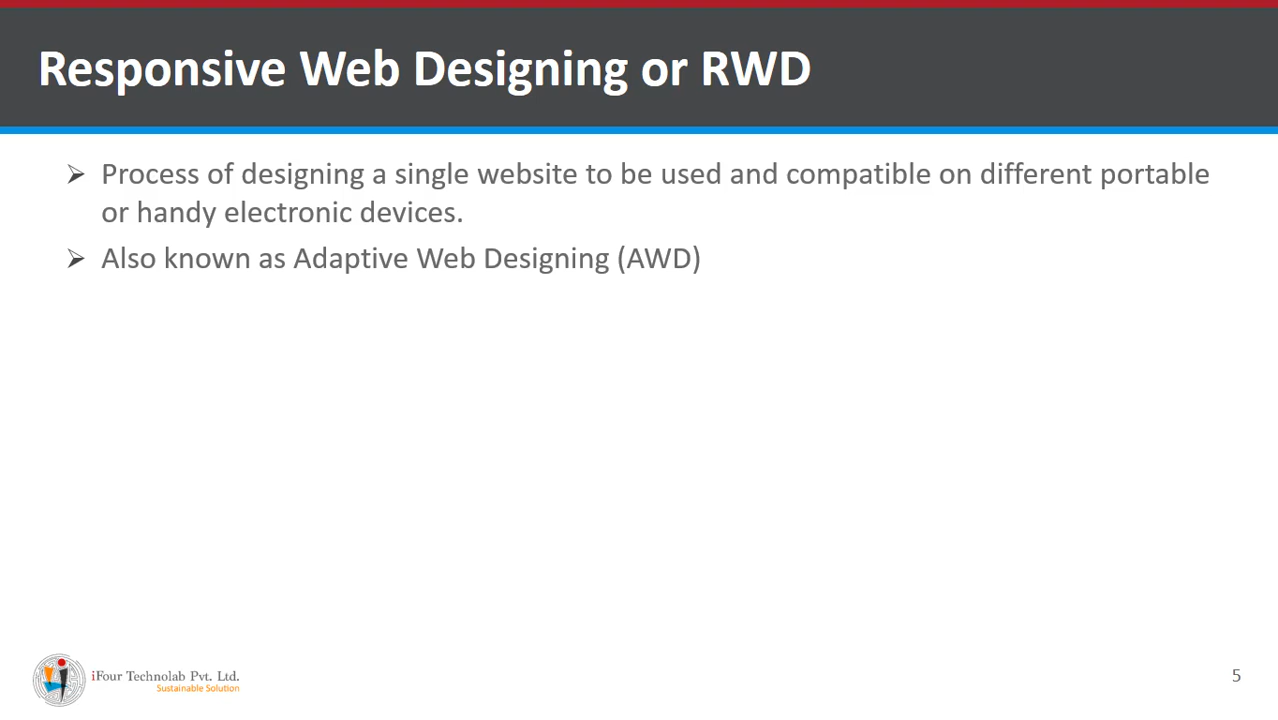 Responsive Web Designing or RWD
Process of designing a single website to be used and compatible on different portable
or handy electronic devices.
Also known as Adaptive Web Designing (AWD)
iFour Technolab Pvt. Ltd.
Sustainable Solution
5